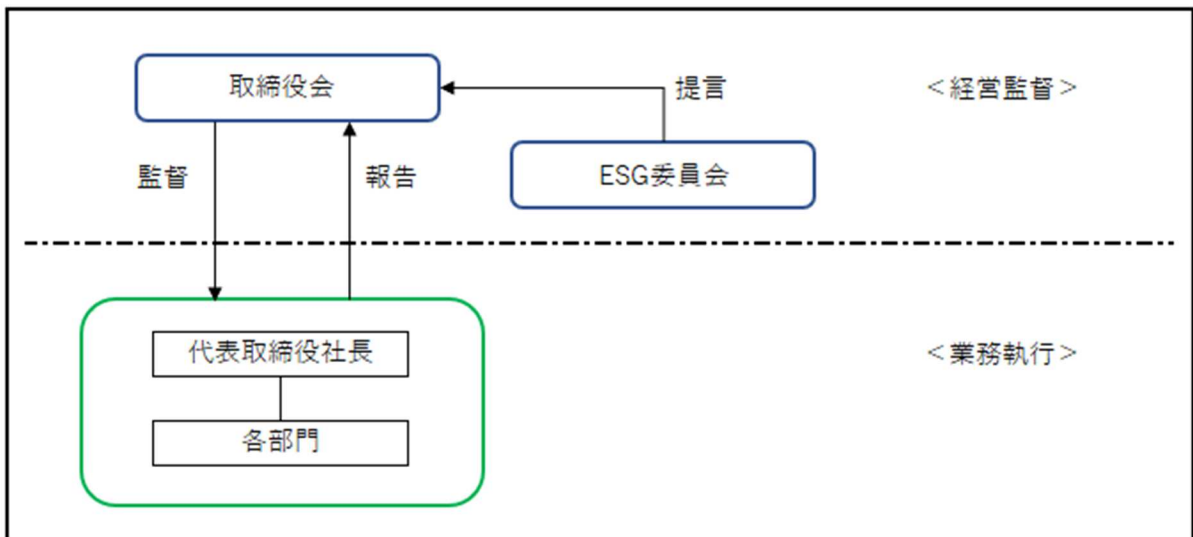 取締役会
提言
＜経営監督＞
ESG委員会
監督
報告
代表取締役社長
＜業務執行＞
各部門